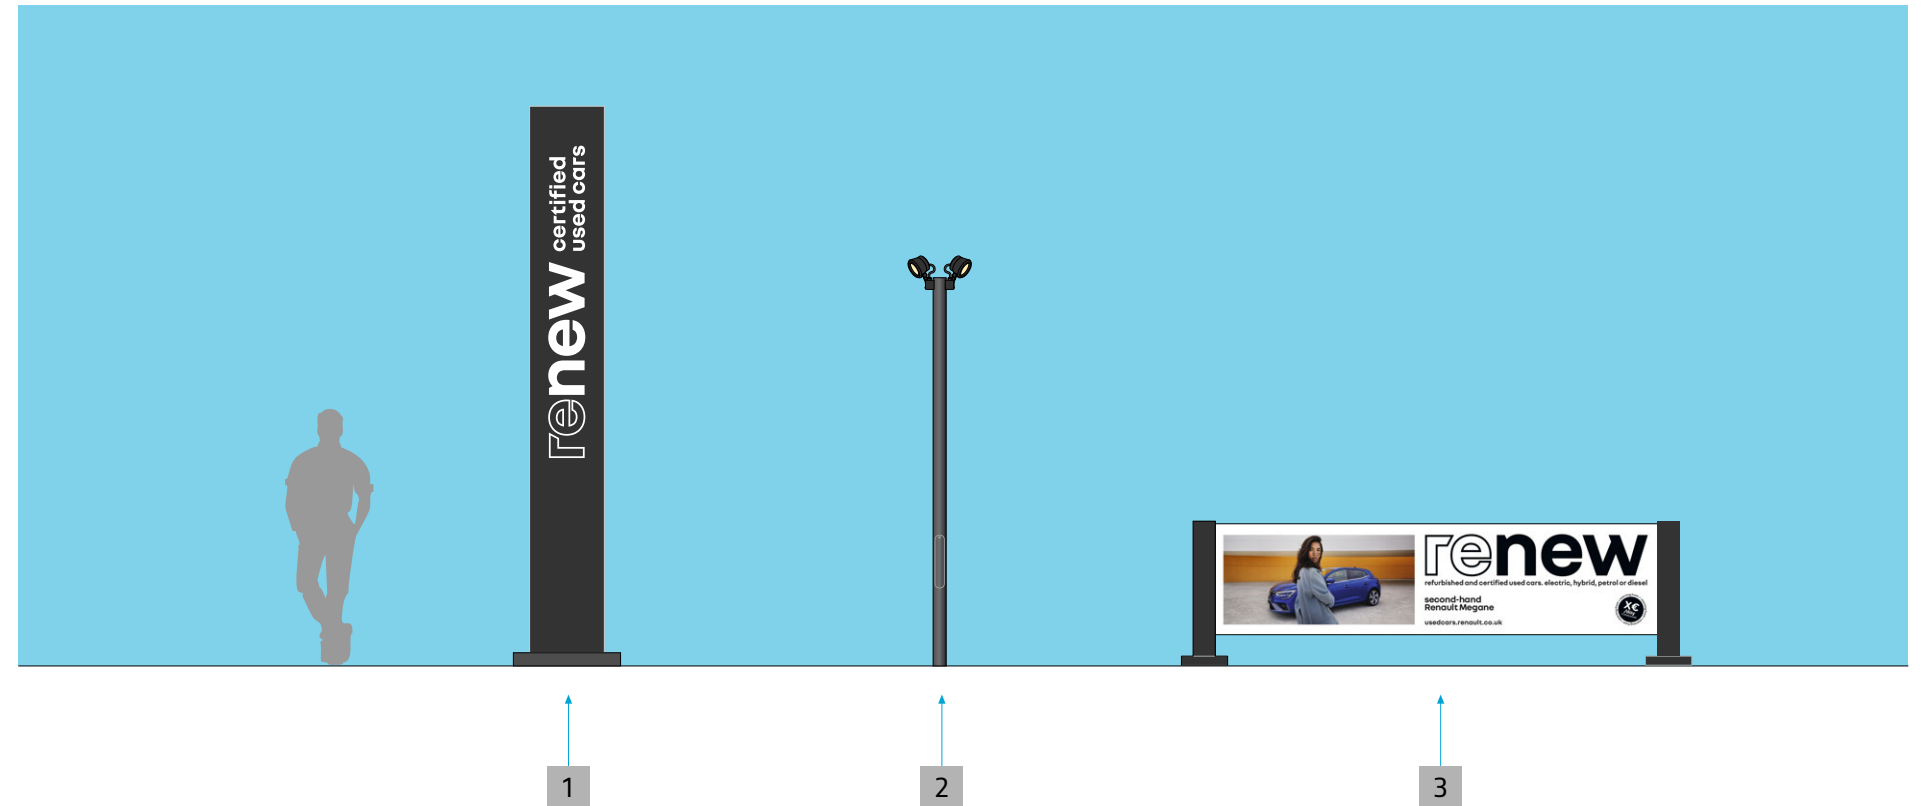 renew certified
used cars
renew
refurbished and certified used cars. electric, hybrid, petrol or diesel
second-hand
Renault Megane
usedcars.renault.co.uk
X€
1
2
3